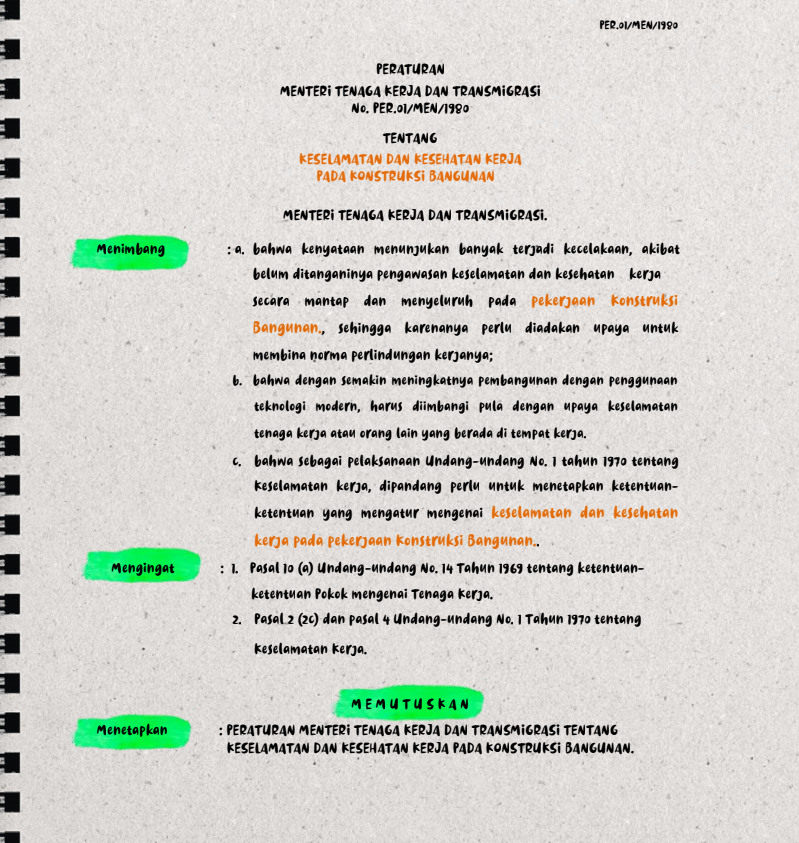 PER.01/MEN/1980
PERATURAN
MENTERI TENAGA KERJA DAN TRANSMIGRASI
No. PER.01/MEN/1980
TENTANG
KESELAMATAN DAN KESEHATAN KERJA
PADA KONSTRUKSI BANGUNAN
MENTERI TENAGA KERJA DAN TRANSMIGRASI.
Menimbang : a. bahwa kenyataan menunjukan banyak terjadi kecelakaan, akibat
belum ditanganinya pengawasan keselamatan dan kesehatan kerja
secara mantap dan menyeluruh pada pekerjaan Konstruksi
Bangunan., sehingga karenanya perlu diadakan upaya untuk
membina norma perlindungan kerjanya;
b. bahwa dengan semakin meningkatnya pembangunan dengan penggunaan
teknologi modern, harus diimbangi pula dengan upaya keselamatan
tenaga kerja atau orang lain yang berada di tempat kerja.
c. bahwa sebagai pelaksanaan Undang-undang No. 1 tahun 1970 tentang
Keselamatan kerja, dipandang perlu untuk menetapkan ketentuan-
ketentuan yang mengatur mengenai keselamatan dan kesehatan
kerja pada pekerjaan Konstruksi Bangunan..
Mengingat : 1. Pasal 10 (a) Undang-undang No. 14 Tahun 1969 tentang ketentuan-
ketentuan Pokok mengenai Tenaga Kerja.
2. Pasal 2 (2c) dan pasal 4 Undang-undang No. 1 Tahun 1970 tentang
Keselamatan Kerja.
MEMUTUSKAN
Menetapkan : PERATURAN MENTERI TENAGA KERJA DAN TRANSMIGRASI TENTANG
KESELAMATAN DAN KESEHATAN KERJA PADA KONSTRUKSI BANGUNAN.